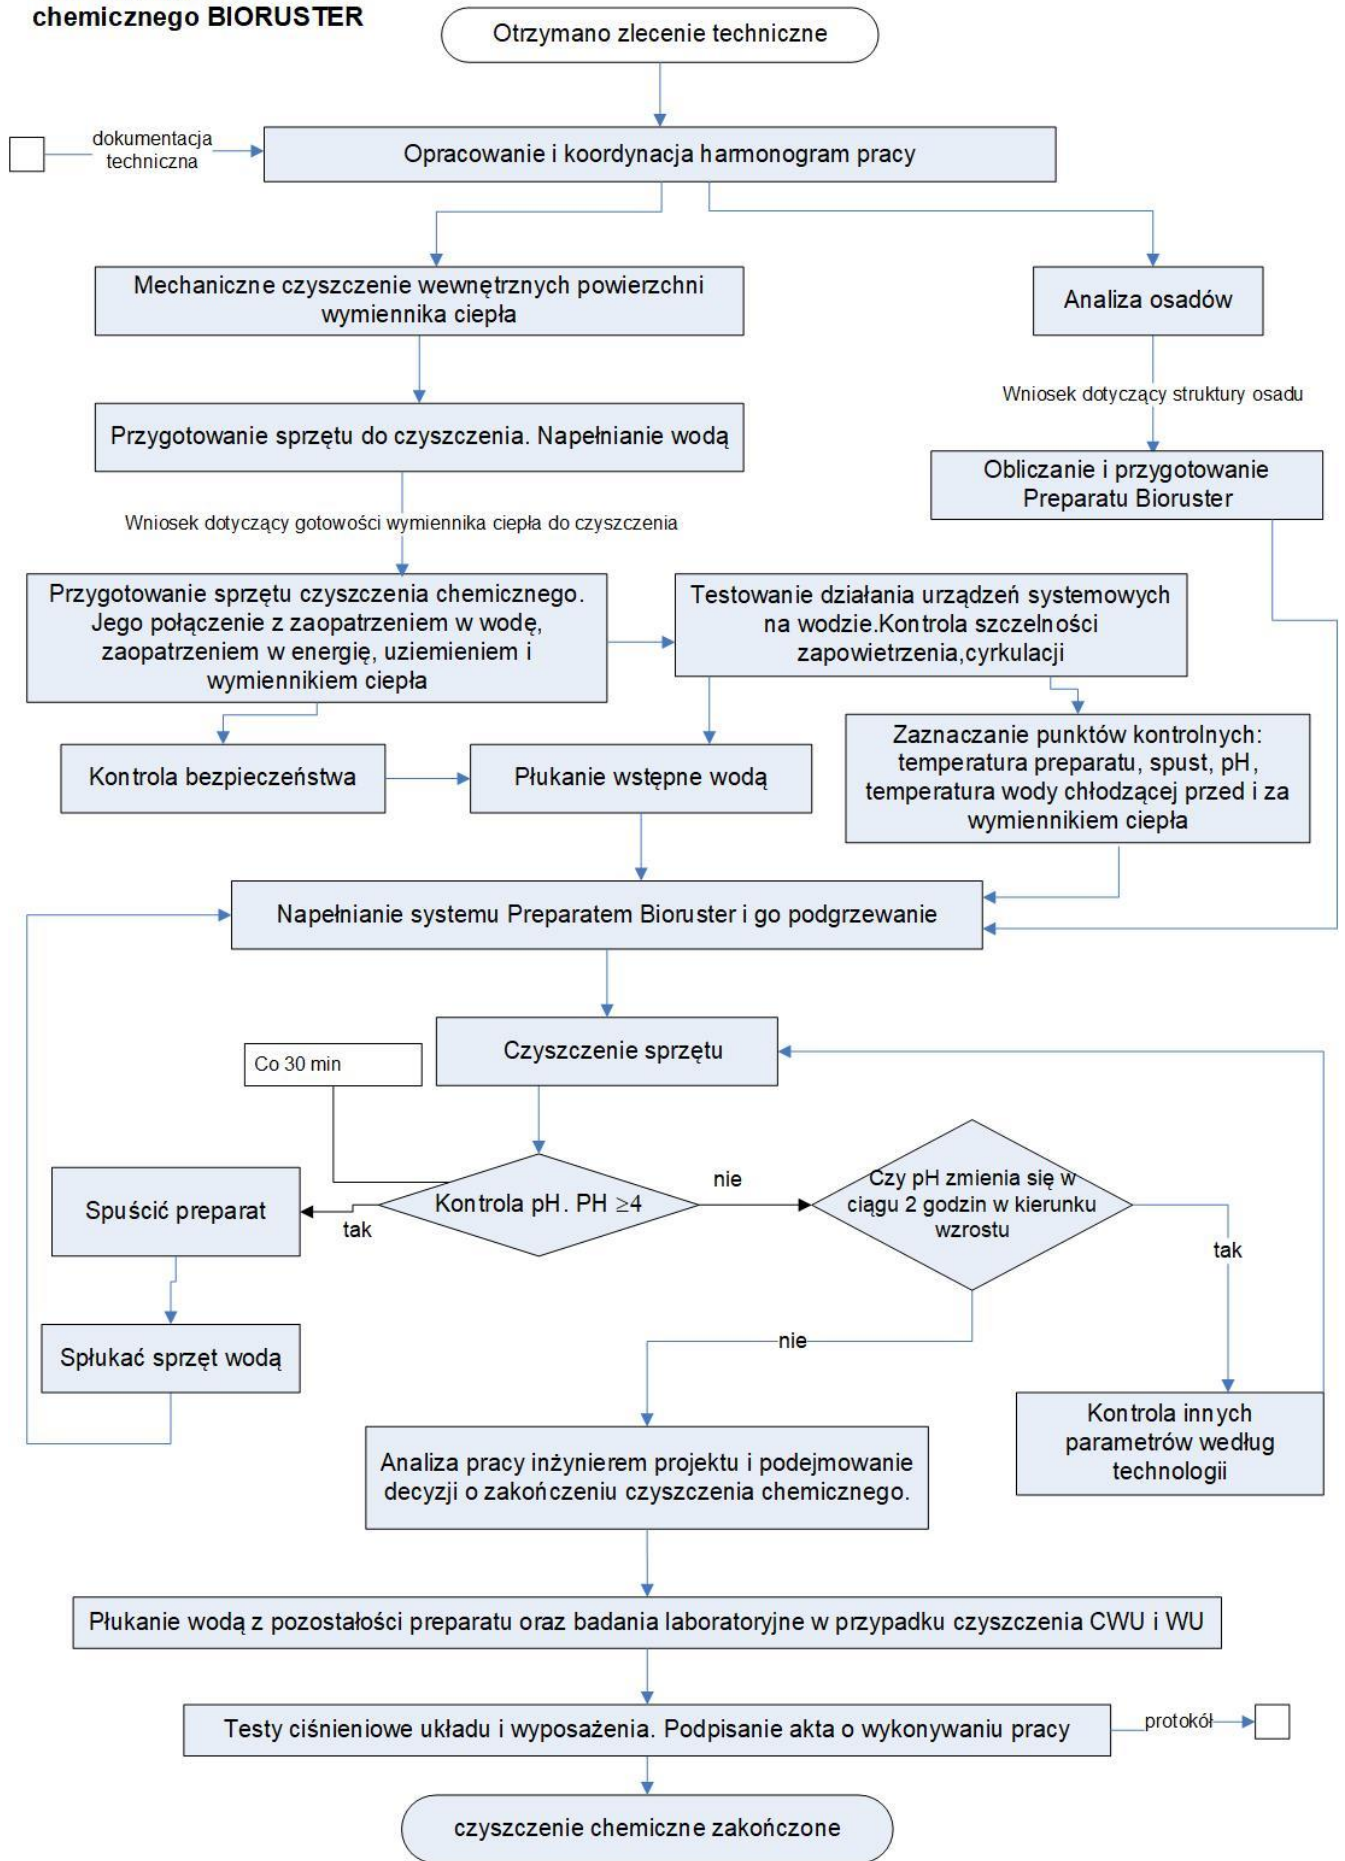 chemicznego BIORUSTER
Otrzymano zlecenie techniczne
dokumentacja
techniczna
Opracowanie i koordynacja harmonogram pracy
Mechaniczne czyszczenie wewnętrznych powierzchni
wymiennika ciepła
Analiza osadów
Wniosek dotyczący struktury osadu
Przygotowanie sprzętu do czyszczenia. Napełnianie wodą
Obliczanie i przygotowanie
Preparatu Bioruster
Wniosek dotyczący gotowości wymiennika ciepła do czyszczenia
Przygotowanie sprzętu czyszczenia chemicznego.
Jego połączenie z zaopatrzeniem w wodę,
zaopatrzeniem w energię, uziemieniem i
wymiennikiem ciepła
Testowanie działania urządzeń systemowych
na wodzie.Kontrola szczelności
zapowietrzenia,cyrkulacji
Kontrola bezpieczeństwa
Płukanie wstępne wodą
Zaznaczanie punktów kontrolnych:
temperatura preparatu, spust, pH,
temperatura wody chłodzącej przed i za
wymiennikiem ciepła
Napełnianie systemu Preparatem Bioruster i go podgrzewanie
Czyszczenie sprzętu
Co 30 min
Kontrola pH. PH ≥4
nie
tak
Czy pH zmienia się w
ciągu 2 godzin w kierunku
wzrostu
Spuścić preparat
tak
Spłukać sprzęt wodą
nie
Kontrola innych
parametrów według
technologii
Analiza pracy inżynierem projektu i podejmowanie
decyzji o zakończeniu czyszczenia chemicznego.
Płukanie wodą z pozostałości preparatu oraz badania laboratoryjne w przypadku czyszczenia CWU i WU
Testy ciśnieniowe układu i wyposażenia. Podpisanie akta o wykonywaniu pracy
protokół
czyszczenie chemiczne zakończone